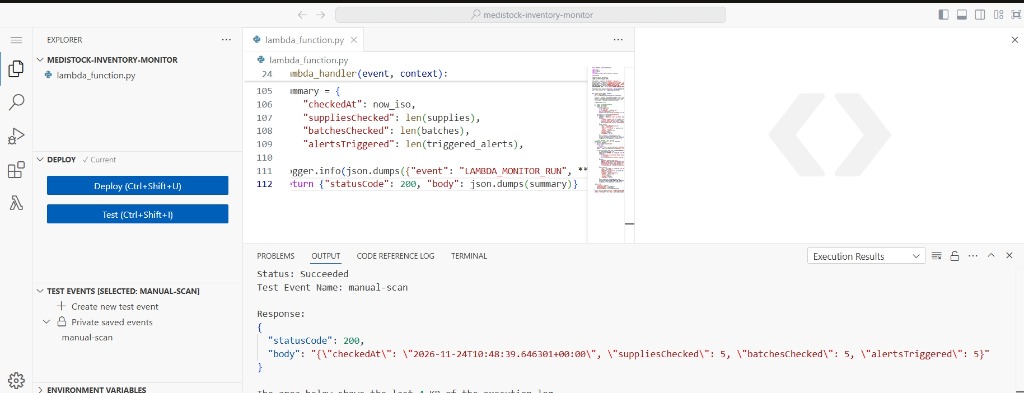 medistock-inventory-monitor
EXPLORER
MEDISTOCK-INVENTORY-MONITOR
lambda_function.py
DEPLOY ✓ Current
Deploy (Ctrl+Shift+U)
Test (Ctrl+Shift+I)
TEST EVENTS [SELECTED: MANUAL-SCAN]
Create new test event
Private saved events
manual-scan
ENVIRONMENT VARIABLES
lambda_function.py
lambda_function.py
24 mbda_handler(event, context):
105 mmary = {
106 "checkedAt": now_iso,
107 "suppliesChecked": len(supplies),
108 "batchesChecked": len(batches),
109 "alertsTriggered": len(triggered_alerts),
110
111 gger.info(json.dumps({"event": "LAMBDA_MONITOR_RUN", **
112 turn {"statusCode": 200, "body": json.dumps(summary)}
PROBLEMS OUTPUT CODE REFERENCE LOG TERMINAL
Execution Results
Status: Succeeded
Test Event Name: manual-scan
Response:
{
"statusCode": 200,
"body": "{\"checkedAt\": \"2026-11-24T10:48:39.646301+00:00\", \"suppliesChecked\": 5, \"batchesChecked\": 5, \"alertsTriggered\": 5}"
}